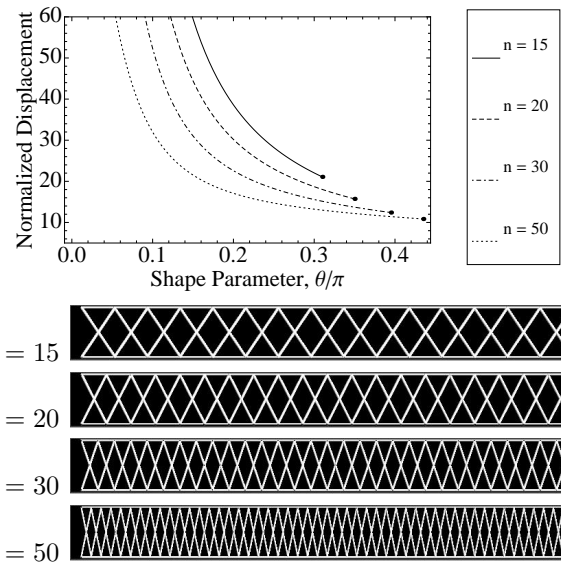 60
50
40
30
20
10
Normalized Displacement
0.0 0.1 0.2 0.3 0.4
Shape Parameter, θ/π
n = 15
n = 20
n = 30
n = 50
= 15
= 20
= 30
= 50